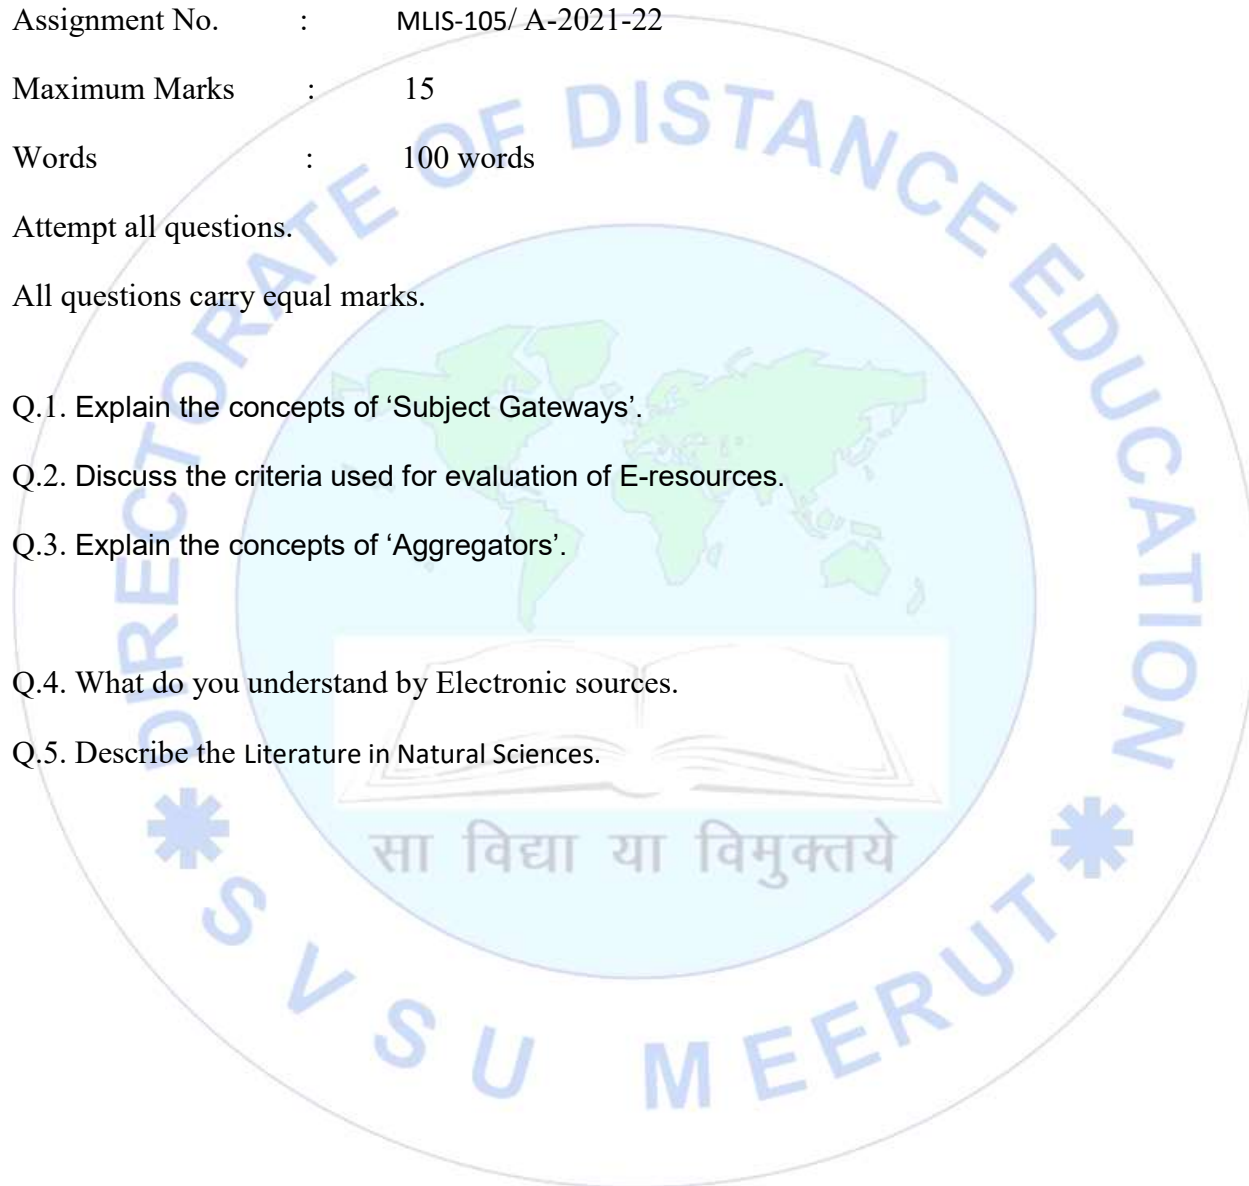 Assignment No. : MLIS-105/ A-2021-22
Maximum Marks : 15
Words : 100 words
Attempt all questions.
All questions carry equal marks.
Q.1. Explain the concepts of ‘Subject Gateways’.
Q.2. Discuss the criteria used for evaluation of E-resources.
Q.3. Explain the concepts of ‘Aggregators’.
Q.4. What do you understand by Electronic sources.
Q.5. Describe the Literature in Natural Sciences.
DIRECTORATE OF DISTANCE EDUCATION
सा विद्या या विमुक्तये
SVSU MEERUT